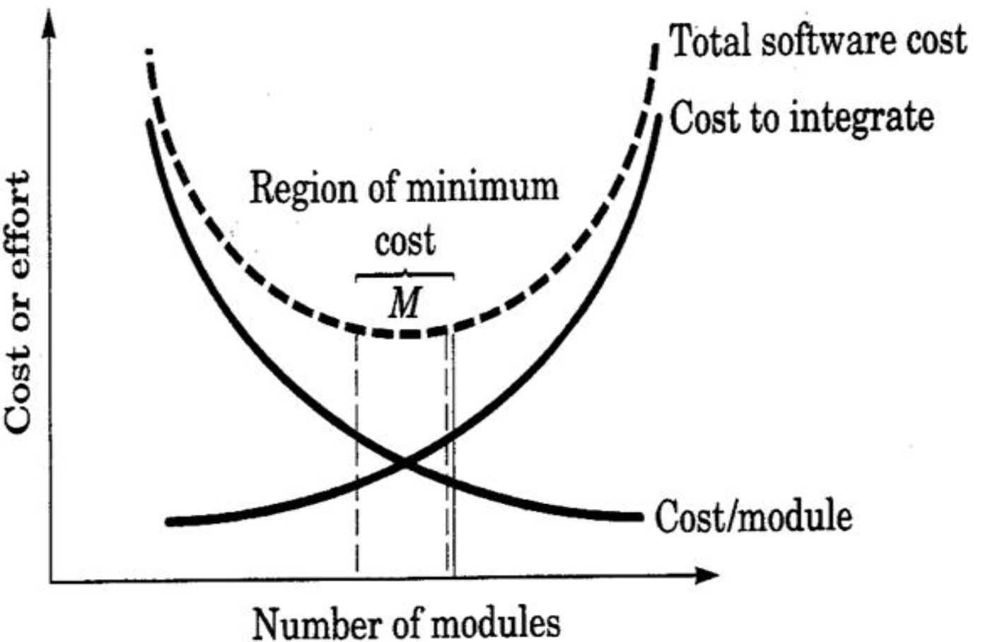 Total software cost
Cost to integrate
Region of minimum
cost
M
Cost or effort
Cost/module
Number of modules